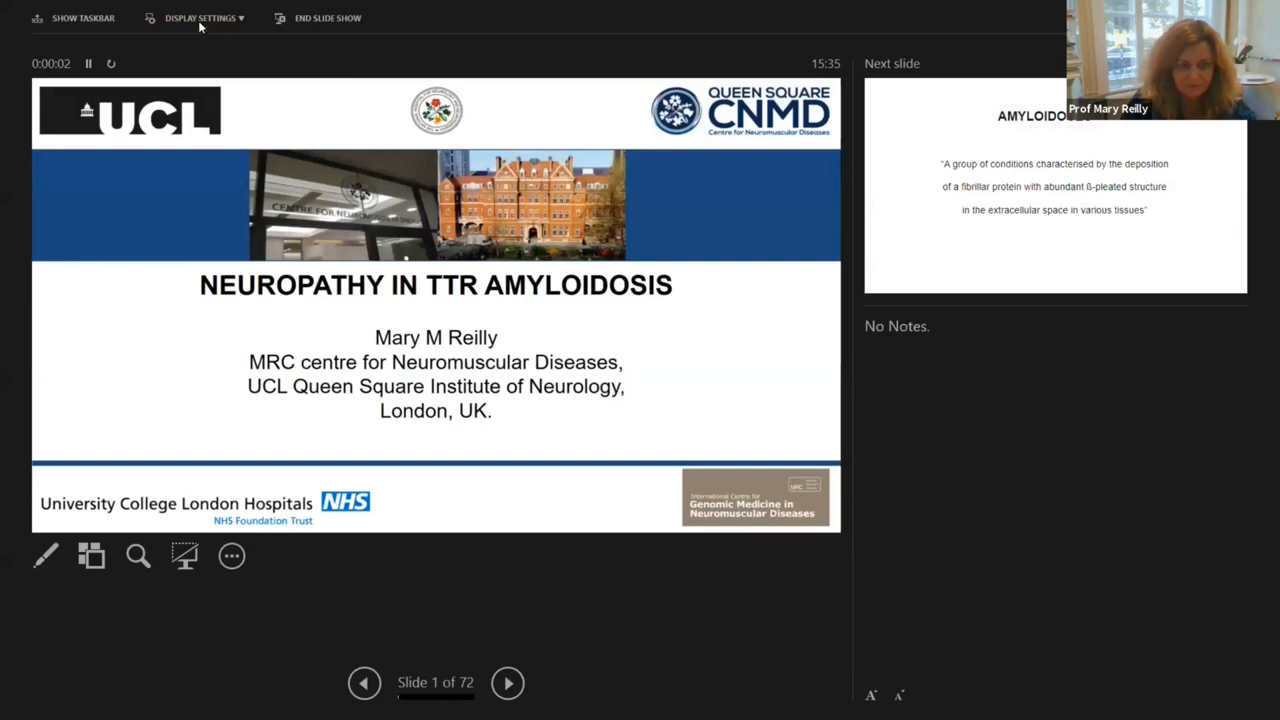 SHOW TASKBAR
DISPLAY SETTINGS ▼
END SLIDE SHOW
0:00:02
15:35
UCL
QUEEN SQUARE
CNMD
Centre for Neuromuscular Diseases
NEUROPATHY IN TTR AMYLOIDOSIS
Mary M Reilly
MRC centre for Neuromuscular Diseases,
UCL Queen Square Institute of Neurology,
London, UK.
University College London Hospitals NHS
NHS Foundation Trust
MRC
International Centre for
Genomic Medicine in
Neuromuscular Diseases
Slide 1 of 72
Next slide
Prof Mary Reilly
"A group of conditions characterised by the deposition
of a fibrillar protein with abundant ß-pleated structure
in the extracellular space in various tissues"
No Notes.
A
A